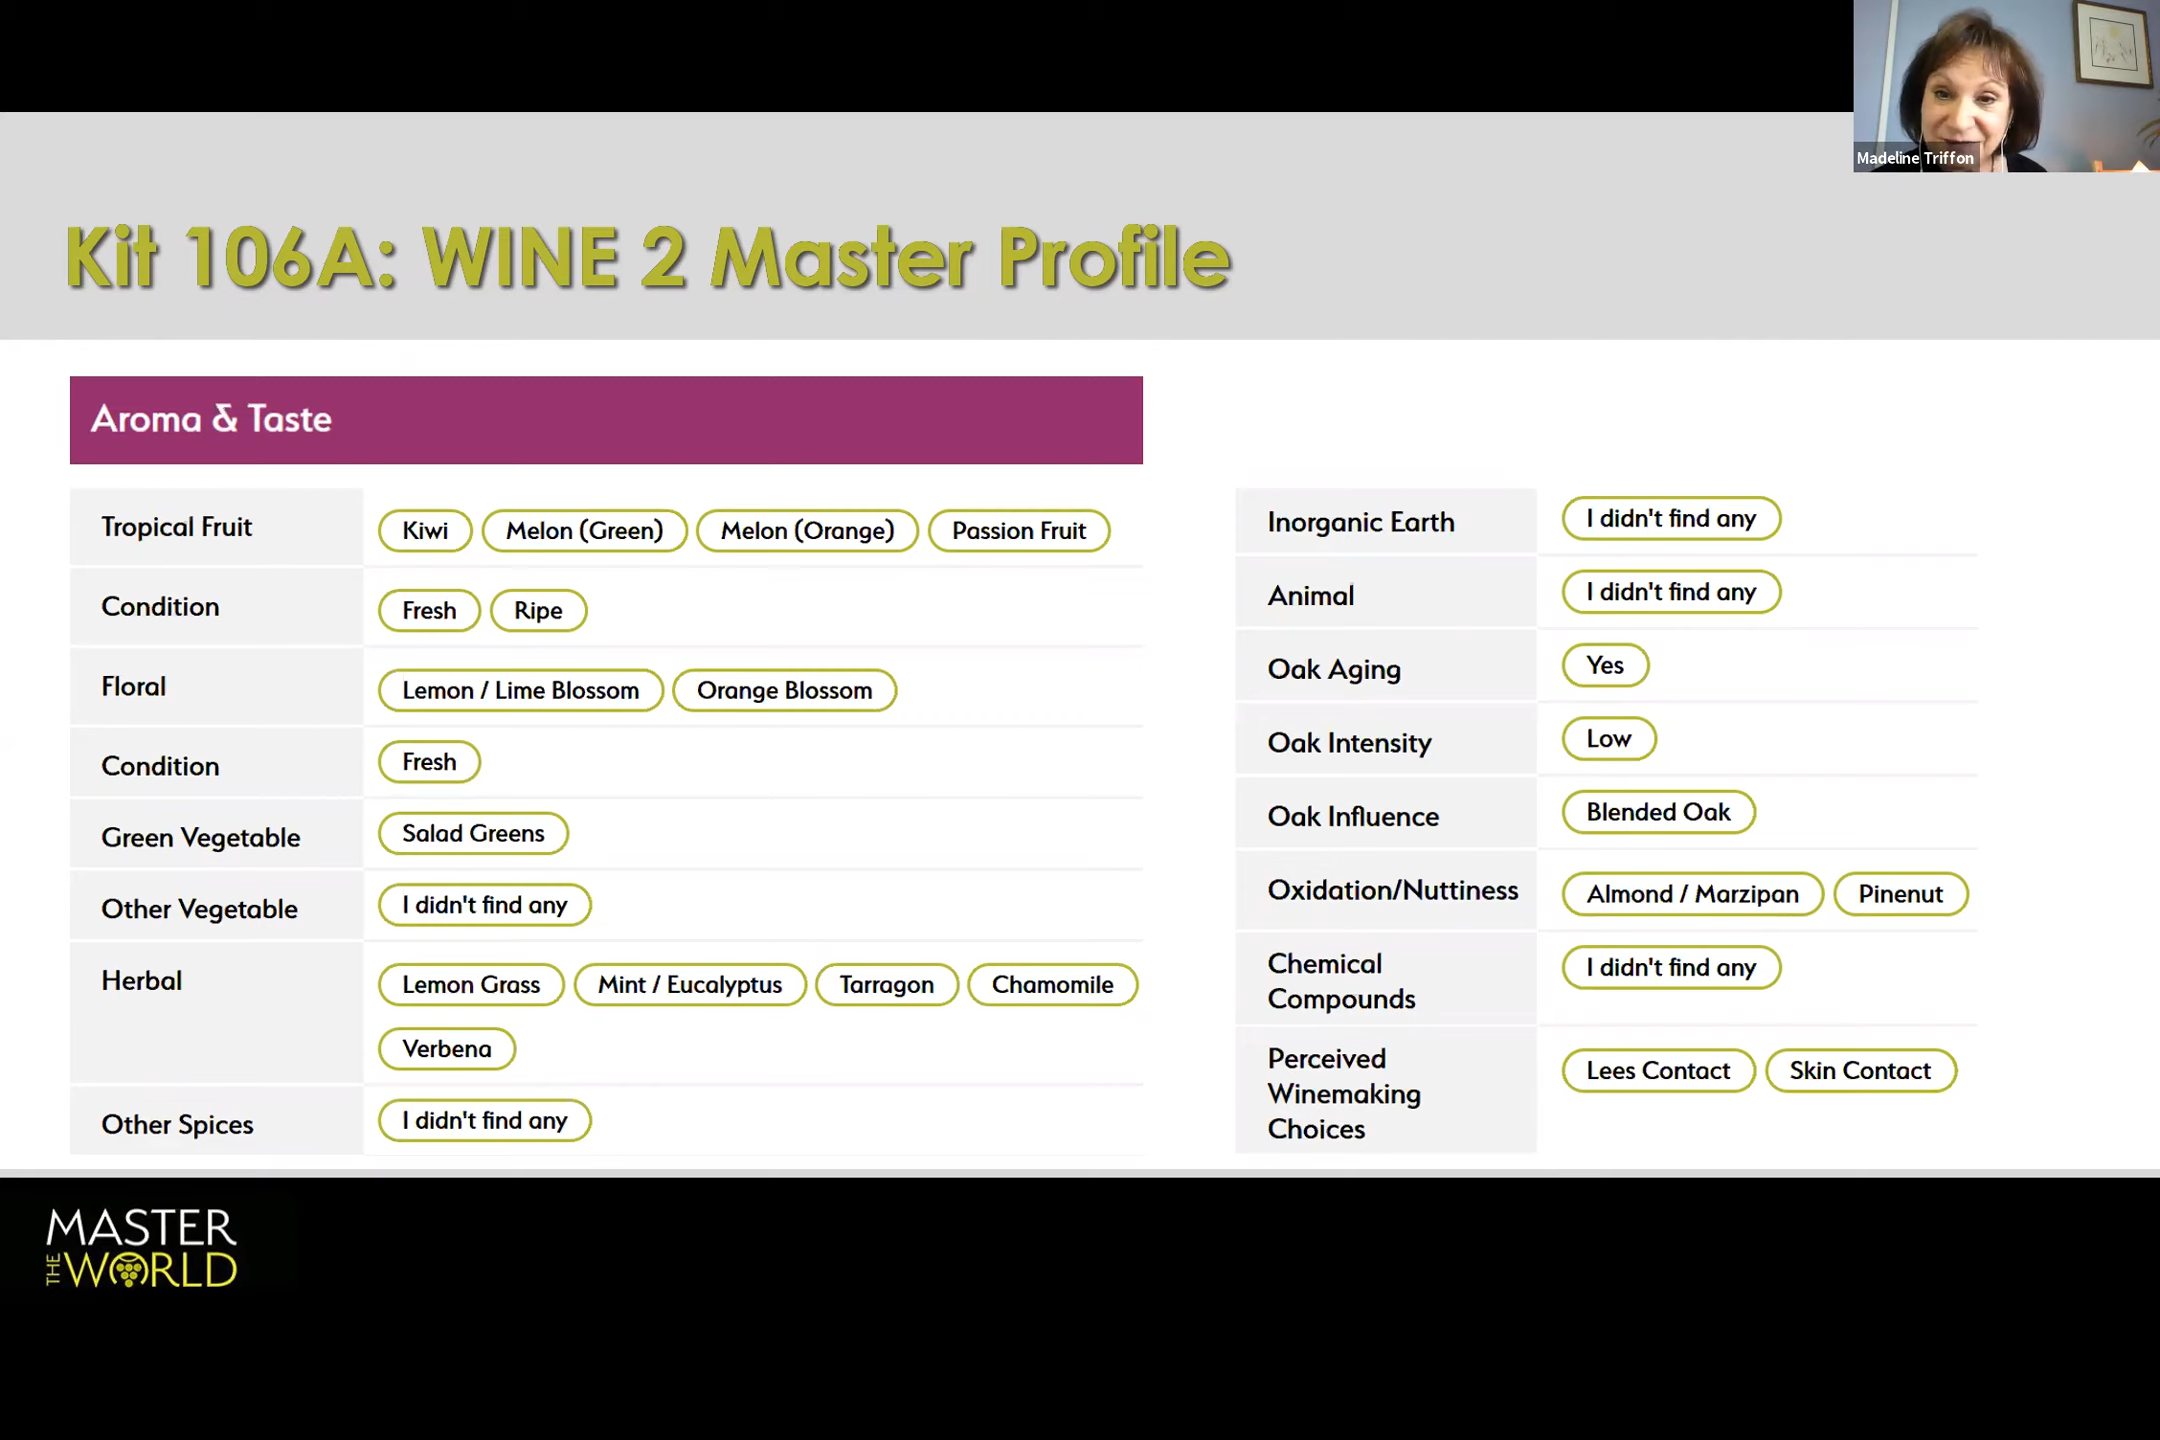 Madeline Triffon
Kit 106A: WINE 2 Master Profile
Aroma & Taste
Tropical Fruit Kiwi Melon (Green) Melon (Orange) Passion Fruit
Condition Fresh Ripe
Floral Lemon / Lime Blossom Orange Blossom
Condition Fresh
Green Vegetable Salad Greens
Other Vegetable I didn't find any
Herbal Lemon Grass Mint / Eucalyptus Tarragon Chamomile
Verbena
Other Spices I didn't find any
Inorganic Earth I didn't find any
Animal I didn't find any
Oak Aging Yes
Oak Intensity Low
Oak Influence Blended Oak
Oxidation/Nuttiness Almond / Marzipan Pinenut
Chemical I didn't find any
Compounds
Perceived Lees Contact Skin Contact
Winemaking
Choices
MASTER
THE WORLD